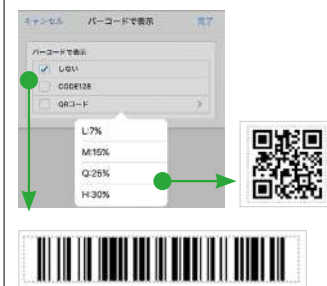 キャンセル バーコードで表示 完了
バーコードで表示
しない
CODE128
QRコード
L:7%
M:15%
Q:25%
H:30%